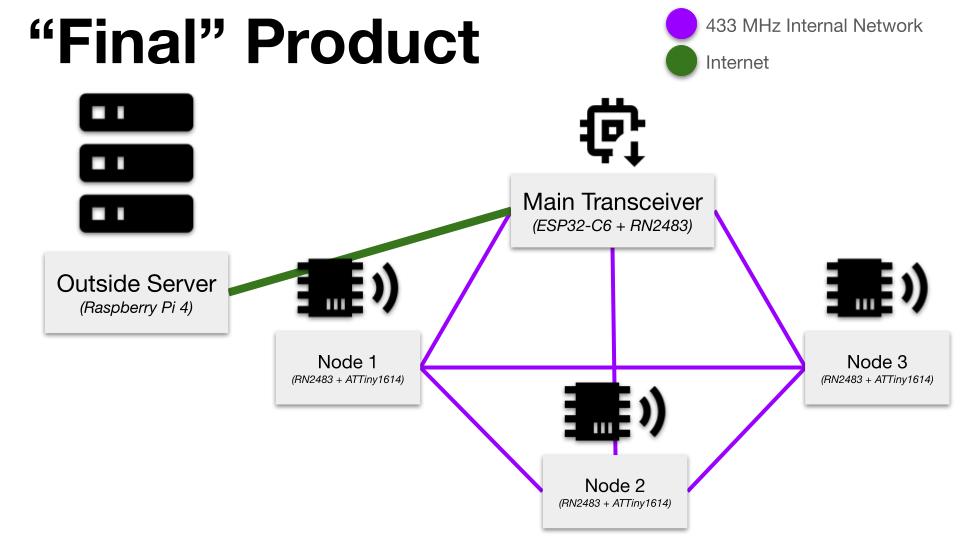 “Final” Product
433 MHz Internal Network
Internet
Main Transceiver
(ESP32-C6 + RN2483)
Outside Server
(Raspberry Pi 4)
Node 1
(RN2483 + ATTiny1614)
Node 3
(RN2483 + ATTiny1614)
Node 2
(RN2483 + ATTiny1614)